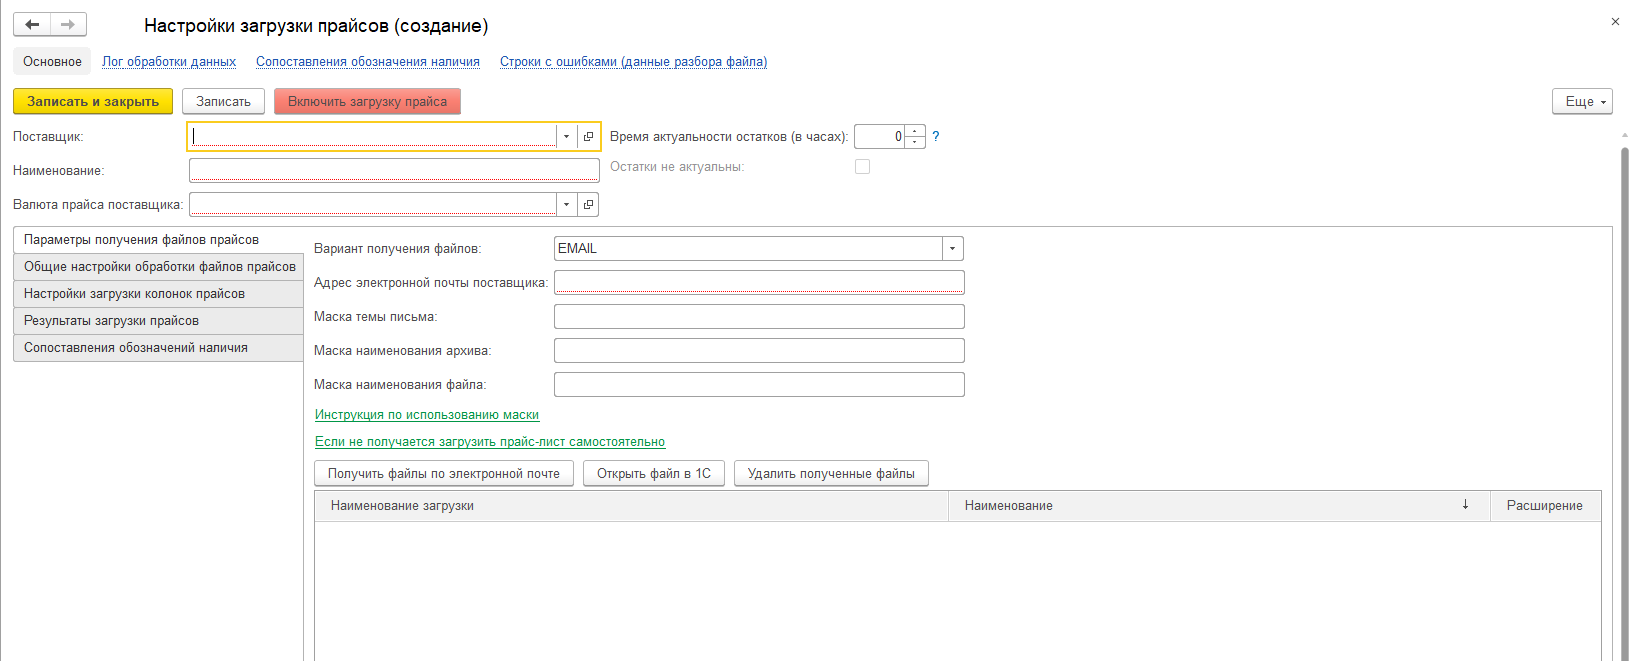 Настройки загрузки прайсов (создание)
Основное Лог обработки данных Сопоставления обозначения наличия Строки с ошибками (данные разбора файла)
Записать и закрыть Записать Включить загрузку прайса Еще
Поставщик: Время актуальности остатков (в часах): 0 ?
Наименование: Остатки не актуальны:
Валюта прайса поставщика:
Параметры получения файлов прайсов
Общие настройки обработки файлов прайсов
Настройки загрузки колонок прайсов
Результаты загрузки прайсов
Сопоставления обозначений наличия
Вариант получения файлов: EMAIL
Адрес электронной почты поставщика:
Маска темы письма:
Маска наименования архива:
Маска наименования файла:
Инструкция по использованию маски
Если не получается загрузить прайс-лист самостоятельно
Получить файлы по электронной почте Открыть файл в 1С Удалить полученные файлы
Наименование загрузки Наименование Расширение